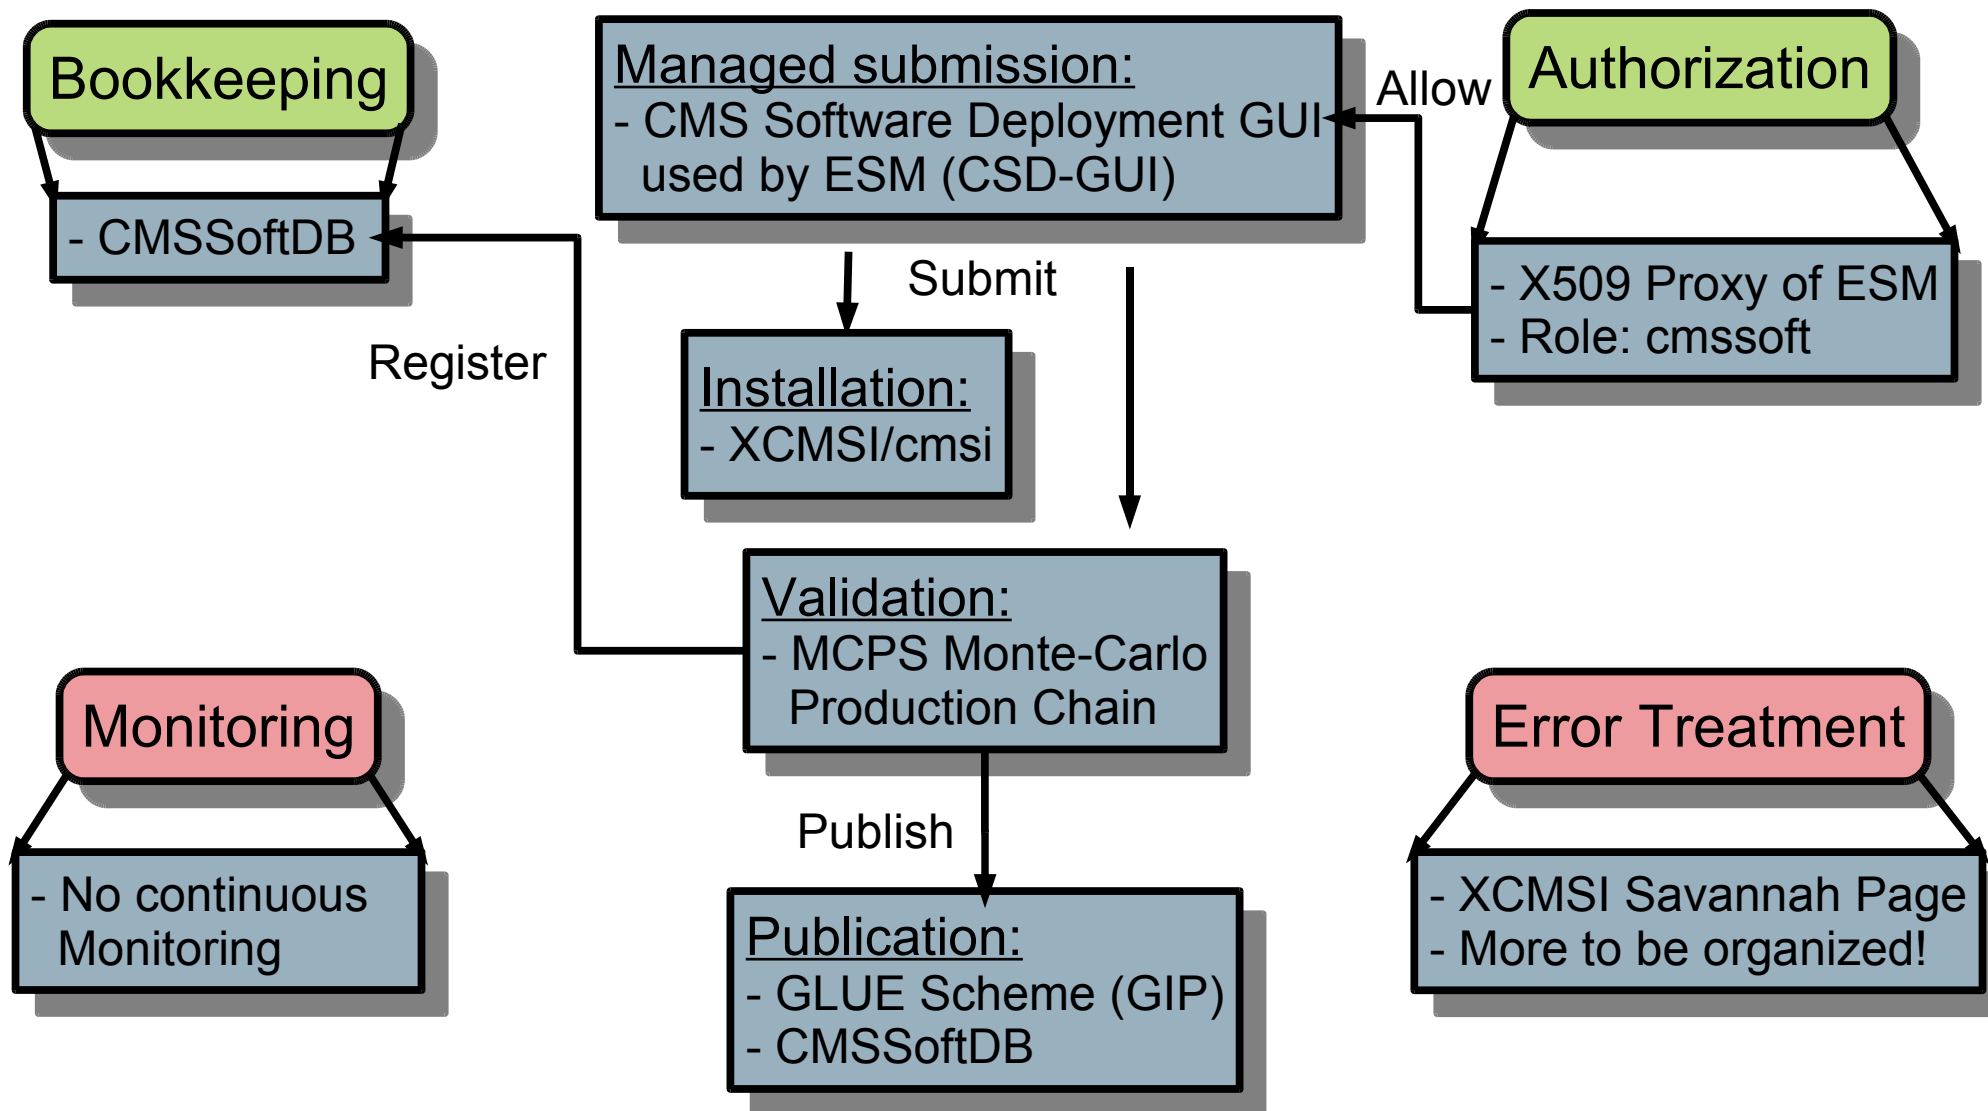 Bookkeeping
- CMSSoftDB
Managed submission:
- CMS Software Deployment GUI
used by ESM (CSD-GUI)
Allow
Authorization
- X509 Proxy of ESM
- Role: cmssoft
Submit
Register
Installation:
- XCMSI/cmsi
Validation:
- MCPS Monte-Carlo
Production Chain
Monitoring
- No continuous
Monitoring
Publish
Publication:
- GLUE Scheme (GIP)
- CMSSoftDB
Error Treatment
- XCMSI Savannah Page
- More to be organized!